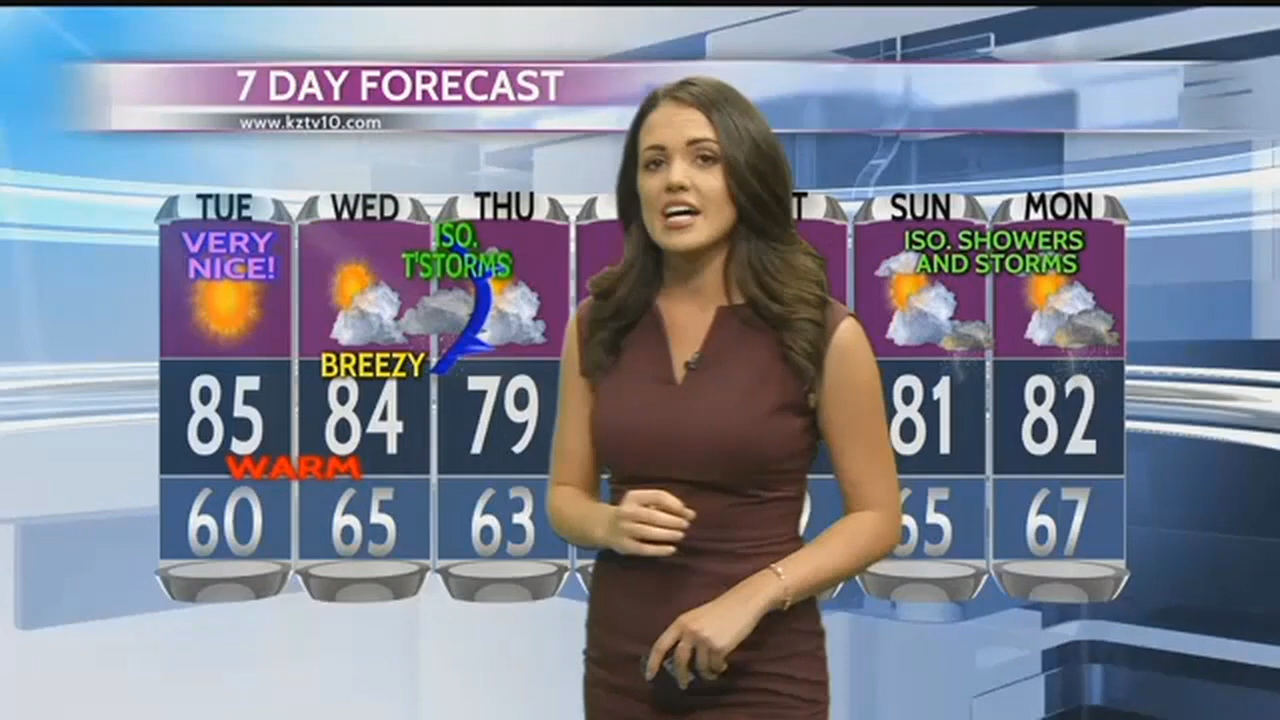 7 DAY FORECAST
www.kztv10.com
TUE WED THU T SUN MON
VERY
NICE!
ISO.
T'STORMS
ISO. SHOWERS
AND STORMS
BREEZY
85 84 79 81 82
WARM
60 65 63 65 67